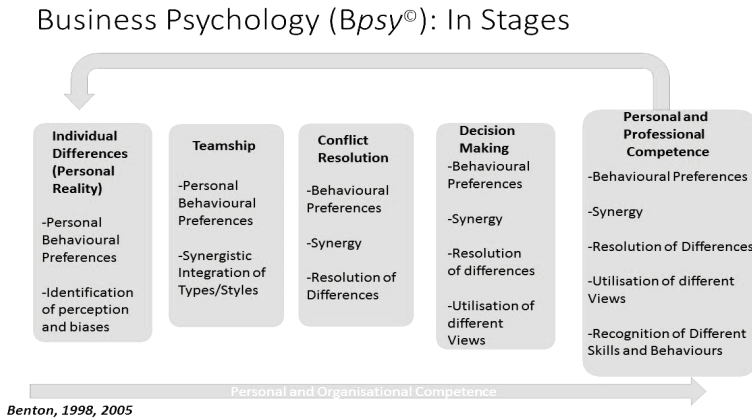 Business Psychology (Bpsy©): In Stages
Individual
Differences
(Personal
Reality)
-Personal
Behavioural
Preferences
-Identification
of perception
and biases
Teamship
-Personal
Behavioural
Preferences
-Synergistic
Integration of
Types/Styles
Conflict
Resolution
-Behavioural
Preferences
-Synergy
-Resolution of
Differences
Decision
Making
-Behavioural
Preferences
-Synergy
-Resolution
of differences
-Utilisation of
different
Views
Personal and
Professional
Competence
-Behavioural Preferences
-Synergy
-Resolution of Differences
-Utilisation of different
Views
-Recognition of Different
Skills and Behaviours
Personal and Organisational Competence
Benton, 1998, 2005